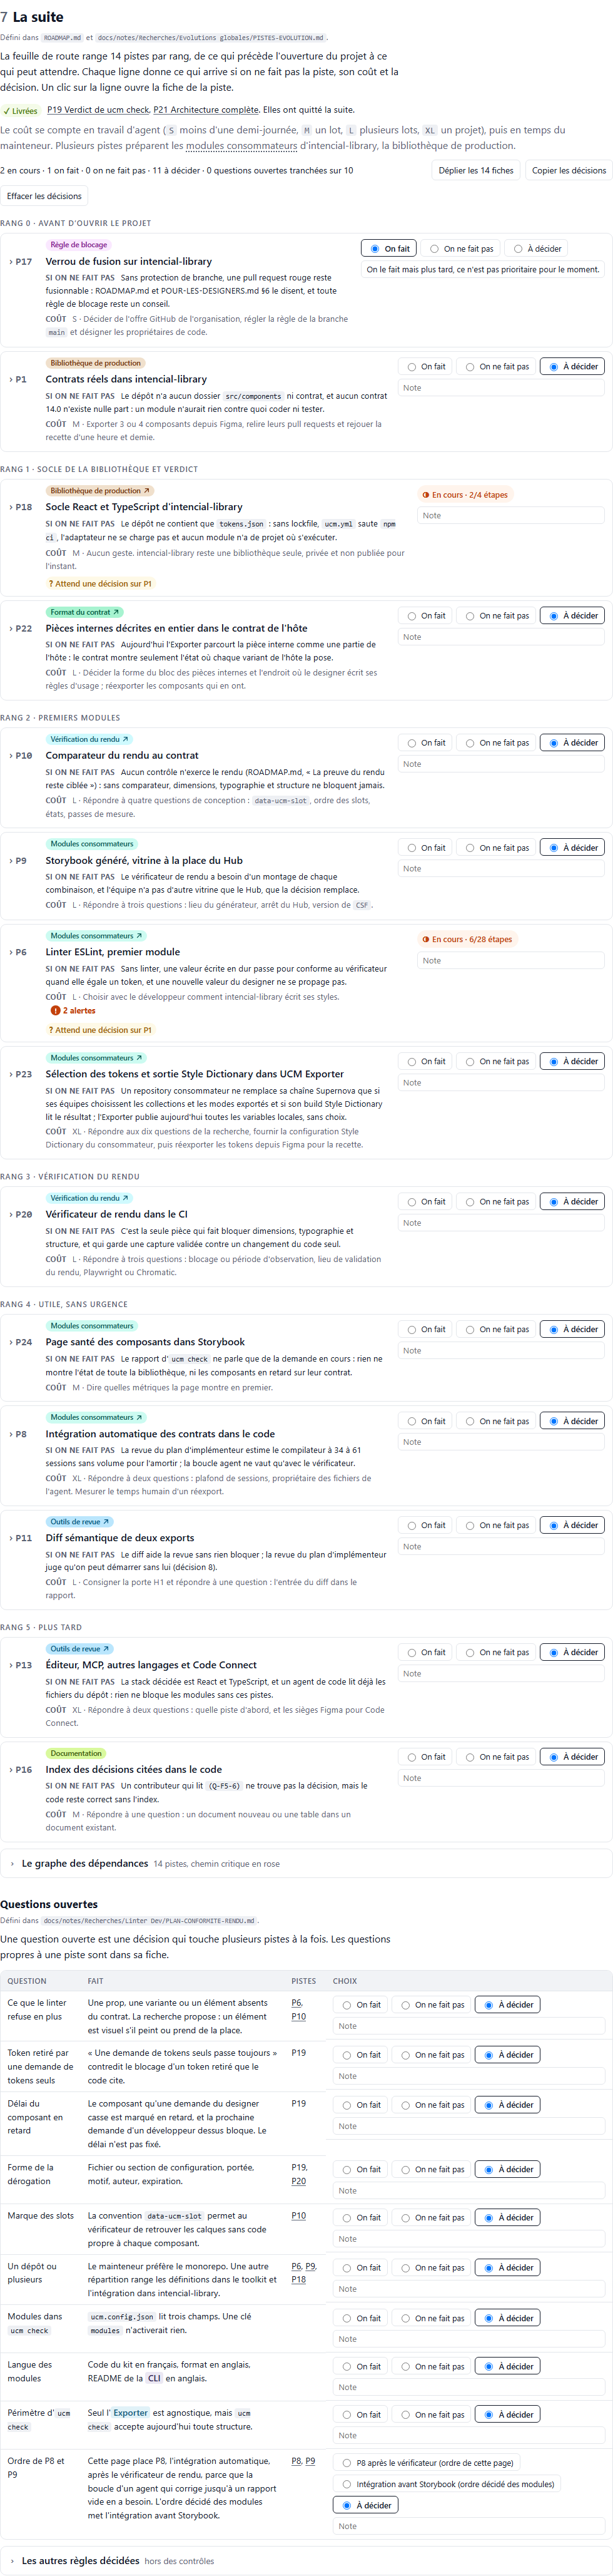 7 La suite
Défini dans ROADMAP.md et docs/notes/Recherches/Evolutions globales/PISTES-EVOLUTION.md.
La feuille de route range 14 pistes par rang, de ce qui précède l'ouverture du projet à ce
qui peut attendre. Chaque ligne donne ce qui arrive si on ne fait pas la piste, son coût et la
décision. Un clic sur la ligne ouvre la fiche de la piste.
✓ Livrées P19 Verdict de ucm check, P21 Architecture complète. Elles ont quitté la suite.
Le coût se compte en travail d'agent ( S moins d'une demi-journée, M un lot, L plusieurs lots, XL un projet), puis en temps du
mainteneur. Plusieurs pistes préparent les modules consommateurs d'intencial-library, la bibliothèque de production.
2 en cours · 1 on fait · 0 on ne fait pas · 11 à décider · 0 questions ouvertes tranchées sur 10
Déplier les 14 fiches
Copier les décisions
Effacer les décisions
RANG 0 · AVANT D'OUVRIR LE PROJET
Règle de blocage
› P17 Verrou de fusion sur intencial-library
SI ON NE FAIT PAS Sans protection de branche, une pull request rouge reste
fusionnable : ROADMAP.md et POUR-LES-DESIGNERS.md §6 le disent, et toute
règle de blocage reste un conseil.
COÛT S · Décider de l'offre GitHub de l'organisation, régler la règle de la branche
main et désigner les propriétaires de code.
On fait On ne fait pas À décider
On le fait mais plus tard, ce n'est pas prioritaire pour le moment.
Bibliothèque de production
› P1 Contrats réels dans intencial-library
SI ON NE FAIT PAS Le dépôt n'a aucun dossier src/components ni contrat, et aucun contrat
14.0 n'existe nulle part : un module n'aurait rien contre quoi coder ni tester.
COÛT M · Exporter 3 ou 4 composants depuis Figma, relire leurs pull requests et rejouer la
recette d'une heure et demie.
On fait On ne fait pas À décider
Note
RANG 1 · SOCLE DE LA BIBLIOTHÈQUE ET VERDICT
Bibliothèque de production ↗
› P18 Socle React et TypeScript d'intencial-library
SI ON NE FAIT PAS Le dépôt ne contient que tokens.json : sans lockfile, ucm.yml saute npm
ci, l'adaptateur ne se charge pas et aucun module n'a de projet où s'exécuter.
COÛT M · Aucun geste. intencial-library reste une bibliothèque seule, privée et non publiée pour
l'instant.
? Attend une décision sur P1
En cours · 2/4 étapes
Note
Format du contrat ↗
› P22 Pièces internes décrites en entier dans le contrat de l'hôte
SI ON NE FAIT PAS Aujourd'hui l'Exporter parcourt la pièce interne comme une partie de
l'hôte : le contrat montre seulement l'état où chaque variant de l'hôte la pose.
COÛT L · Décider la forme du bloc des pièces internes et l'endroit où le designer écrit ses
règles d'usage ; réexporter les composants qui en ont.
On fait On ne fait pas À décider
Note
RANG 2 · PREMIERS MODULES
Vérification du rendu ↗
› P10 Comparateur du rendu au contrat
SI ON NE FAIT PAS Aucun contrôle n'exerce le rendu (ROADMAP.md, « La preuve du rendu
reste ciblée ») : sans comparateur, dimensions, typographie et structure ne bloquent jamais.
COÛT L · Répondre à quatre questions de conception : data-ucm-slot, ordre des slots,
états, passes de mesure.
On fait On ne fait pas À décider
Note
Modules consommateurs
› P9 Storybook généré, vitrine à la place du Hub
SI ON NE FAIT PAS Le vérificateur de rendu a besoin d'un montage de chaque
combinaison, et l'équipe n'a pas d'autre vitrine que le Hub, que la décision remplace.
COÛT L · Répondre à trois questions : lieu du générateur, arrêt du Hub, version de CSF.
On fait On ne fait pas À décider
Note
Modules consommateurs ↗
› P6 Linter ESLint, premier module
SI ON NE FAIT PAS Sans linter, une valeur écrite en dur passe pour conforme au vérificateur
quand elle égale un token, et une nouvelle valeur du designer ne se propage pas.
COÛT L · Choisir avec le développeur comment intencial-library écrit ses styles.
! 2 alertes
? Attend une décision sur P1
En cours · 6/28 étapes
Note
Modules consommateurs ↗
› P23 Sélection des tokens et sortie Style Dictionary dans UCM Exporter
SI ON NE FAIT PAS Un repository consommateur ne remplace sa chaîne Supernova que si
ses équipes choisissent les collections et les modes exportés et si son build Style Dictionary
lit le résultat ; l'Exporter publie aujourd'hui toutes les variables locales, sans choix.
COÛT XL · Répondre aux dix questions de la recherche, fournir la configuration Style
Dictionary du consommateur, puis réexporter les tokens depuis Figma pour la recette.
On fait On ne fait pas À décider
Note
RANG 3 · VÉRIFICATION DU RENDU
Vérification du rendu ↗
› P20 Vérificateur de rendu dans le CI
SI ON NE FAIT PAS C'est la seule pièce qui fait bloquer dimensions, typographie et
structure, et qui garde une capture validée contre un changement du code seul.
COÛT L · Répondre à trois questions : blocage ou période d'observation, lieu de validation
du rendu, Playwright ou Chromatic.
On fait On ne fait pas À décider
Note
RANG 4 · UTILE, SANS URGENCE
Modules consommateurs
› P24 Page santé des composants dans Storybook
SI ON NE FAIT PAS Le rapport d' ucm check ne parle que de la demande en cours : rien ne
montre l'état de toute la bibliothèque, ni les composants en retard sur leur contrat.
COÛT M · Dire quelles métriques la page montre en premier.
On fait On ne fait pas À décider
Note
Modules consommateurs ↗
› P8 Intégration automatique des contrats dans le code
SI ON NE FAIT PAS La revue du plan d'implémenteur estime le compilateur à 34 à 61
sessions sans volume pour l'amortir ; la boucle agent ne vaut qu'avec le vérificateur.
COÛT XL · Répondre à deux questions : plafond de sessions, propriétaire des fichiers de
l'agent. Mesurer le temps humain d'un réexport.
On fait On ne fait pas À décider
Note
Outils de revue ↗
› P11 Diff sémantique de deux exports
SI ON NE FAIT PAS Le diff aide la revue sans rien bloquer ; la revue du plan d'implémenteur
juge qu'on peut démarrer sans lui (décision 8).
COÛT L · Consigner la porte H1 et répondre à une question : l'entrée du diff dans le
rapport.
On fait On ne fait pas À décider
Note
RANG 5 · PLUS TARD
Outils de revue ↗
› P13 Éditeur, MCP, autres langages et Code Connect
SI ON NE FAIT PAS La stack décidée est React et TypeScript, et un agent de code lit déjà les
fichiers du dépôt : rien ne bloque les modules sans ces pistes.
COÛT XL · Répondre à deux questions : quelle piste d'abord, et les sièges Figma pour Code
Connect.
On fait On ne fait pas À décider
Note
Documentation
› P16 Index des décisions citées dans le code
SI ON NE FAIT PAS Un contributeur qui lit (Q-F5-6) ne trouve pas la décision, mais le
code reste correct sans l'index.
COÛT M · Répondre à une question : un document nouveau ou une table dans un
document existant.
On fait On ne fait pas À décider
Note
› Le graphe des dépendances 14 pistes, chemin critique en rose
Questions ouvertes
Défini dans docs/notes/Recherches/Linter Dev/PLAN-CONFORMITE-RENDU.md.
Une question ouverte est une décision qui touche plusieurs pistes à la fois. Les questions
propres à une piste sont dans sa fiche.
QUESTION FAIT PISTES CHOIX
Ce que le linter
refuse en plus
Une prop, une variante ou un élément absents
du contrat. La recherche propose : un élément
est visuel s'il peint ou prend de la place.
P6,
P10
On fait On ne fait pas À décider
Note
Token retiré par
une demande de
tokens seuls
« Une demande de tokens seuls passe toujours »
contredit le blocage d'un token retiré que le
code cite.
P19
On fait On ne fait pas À décider
Note
Délai du
composant en
retard
Le composant qu'une demande du designer
casse est marqué en retard, et la prochaine
demande d'un développeur dessus bloque. Le
délai n'est pas fixé.
P19
On fait On ne fait pas À décider
Note
Forme de la
dérogation
Fichier ou section de configuration, portée,
motif, auteur, expiration.
P19,
P20
On fait On ne fait pas À décider
Note
Marque des slots
La convention data-ucm-slot permet au
vérificateur de retrouver les calques sans code
propre à chaque composant.
P10
On fait On ne fait pas À décider
Note
Un dépôt ou
plusieurs
Le mainteneur préfère le monorepo. Une autre
répartition range les définitions dans le toolkit et
l'intégration dans intencial-library.
P6, P9,
P18
On fait On ne fait pas À décider
Note
Modules dans
ucm check
ucm.config.json lit trois champs. Une clé
modules n'activerait rien.
On fait On ne fait pas À décider
Note
Langue des
modules
Code du kit en français, format en anglais,
README de la CLI en anglais.
On fait On ne fait pas À décider
Note
Périmètre d' ucm
check
Seul l' Exporter est agnostique, mais ucm
check accepte aujourd'hui toute structure.
On fait On ne fait pas À décider
Note
Ordre de P8 et
P9
Cette page place P8, l'intégration automatique,
après le vérificateur de rendu, parce que la
boucle d'un agent qui corrige jusqu'à un rapport
vide en a besoin. L'ordre décidé des modules
met l'intégration avant Storybook.
P8, P9
P8 après le vérificateur (ordre de cette page)
Intégration avant Storybook (ordre décidé des modules)
À décider
Note
› Les autres règles décidées hors des contrôles